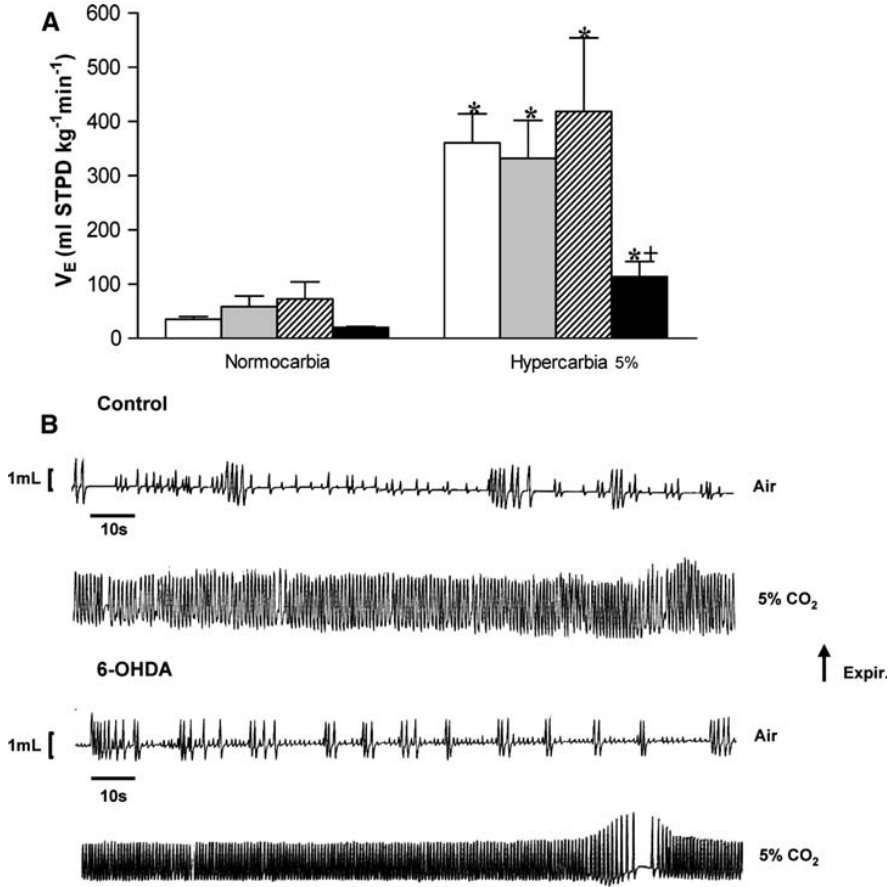 A
V_E (ml STPD kg⁻¹min⁻¹)
600
500
400
300
200
100
0
* * * *‡
Normocarbia Hypercarbia 5%
B
Control
1mL
Air
10s
5% CO₂
6-OHDA
Expir.
1mL
Air
10s
5% CO₂